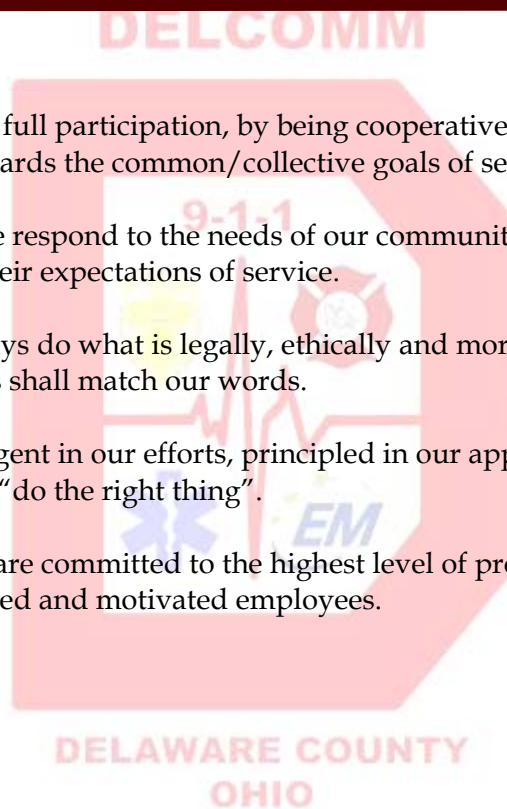 DELCOMM
full participation, by being cooperative
ards the common/collective goals of se
9-1-1
e respond to the needs of our communit
eir expectations of service.
ys do what is legally, ethically and mor
s shall match our words.
gent in our efforts, principled in our app
“do the right thing”.
EM
are committed to the highest level of pro
ed and motivated employees.
DELAWARE COUNTY
OHIO